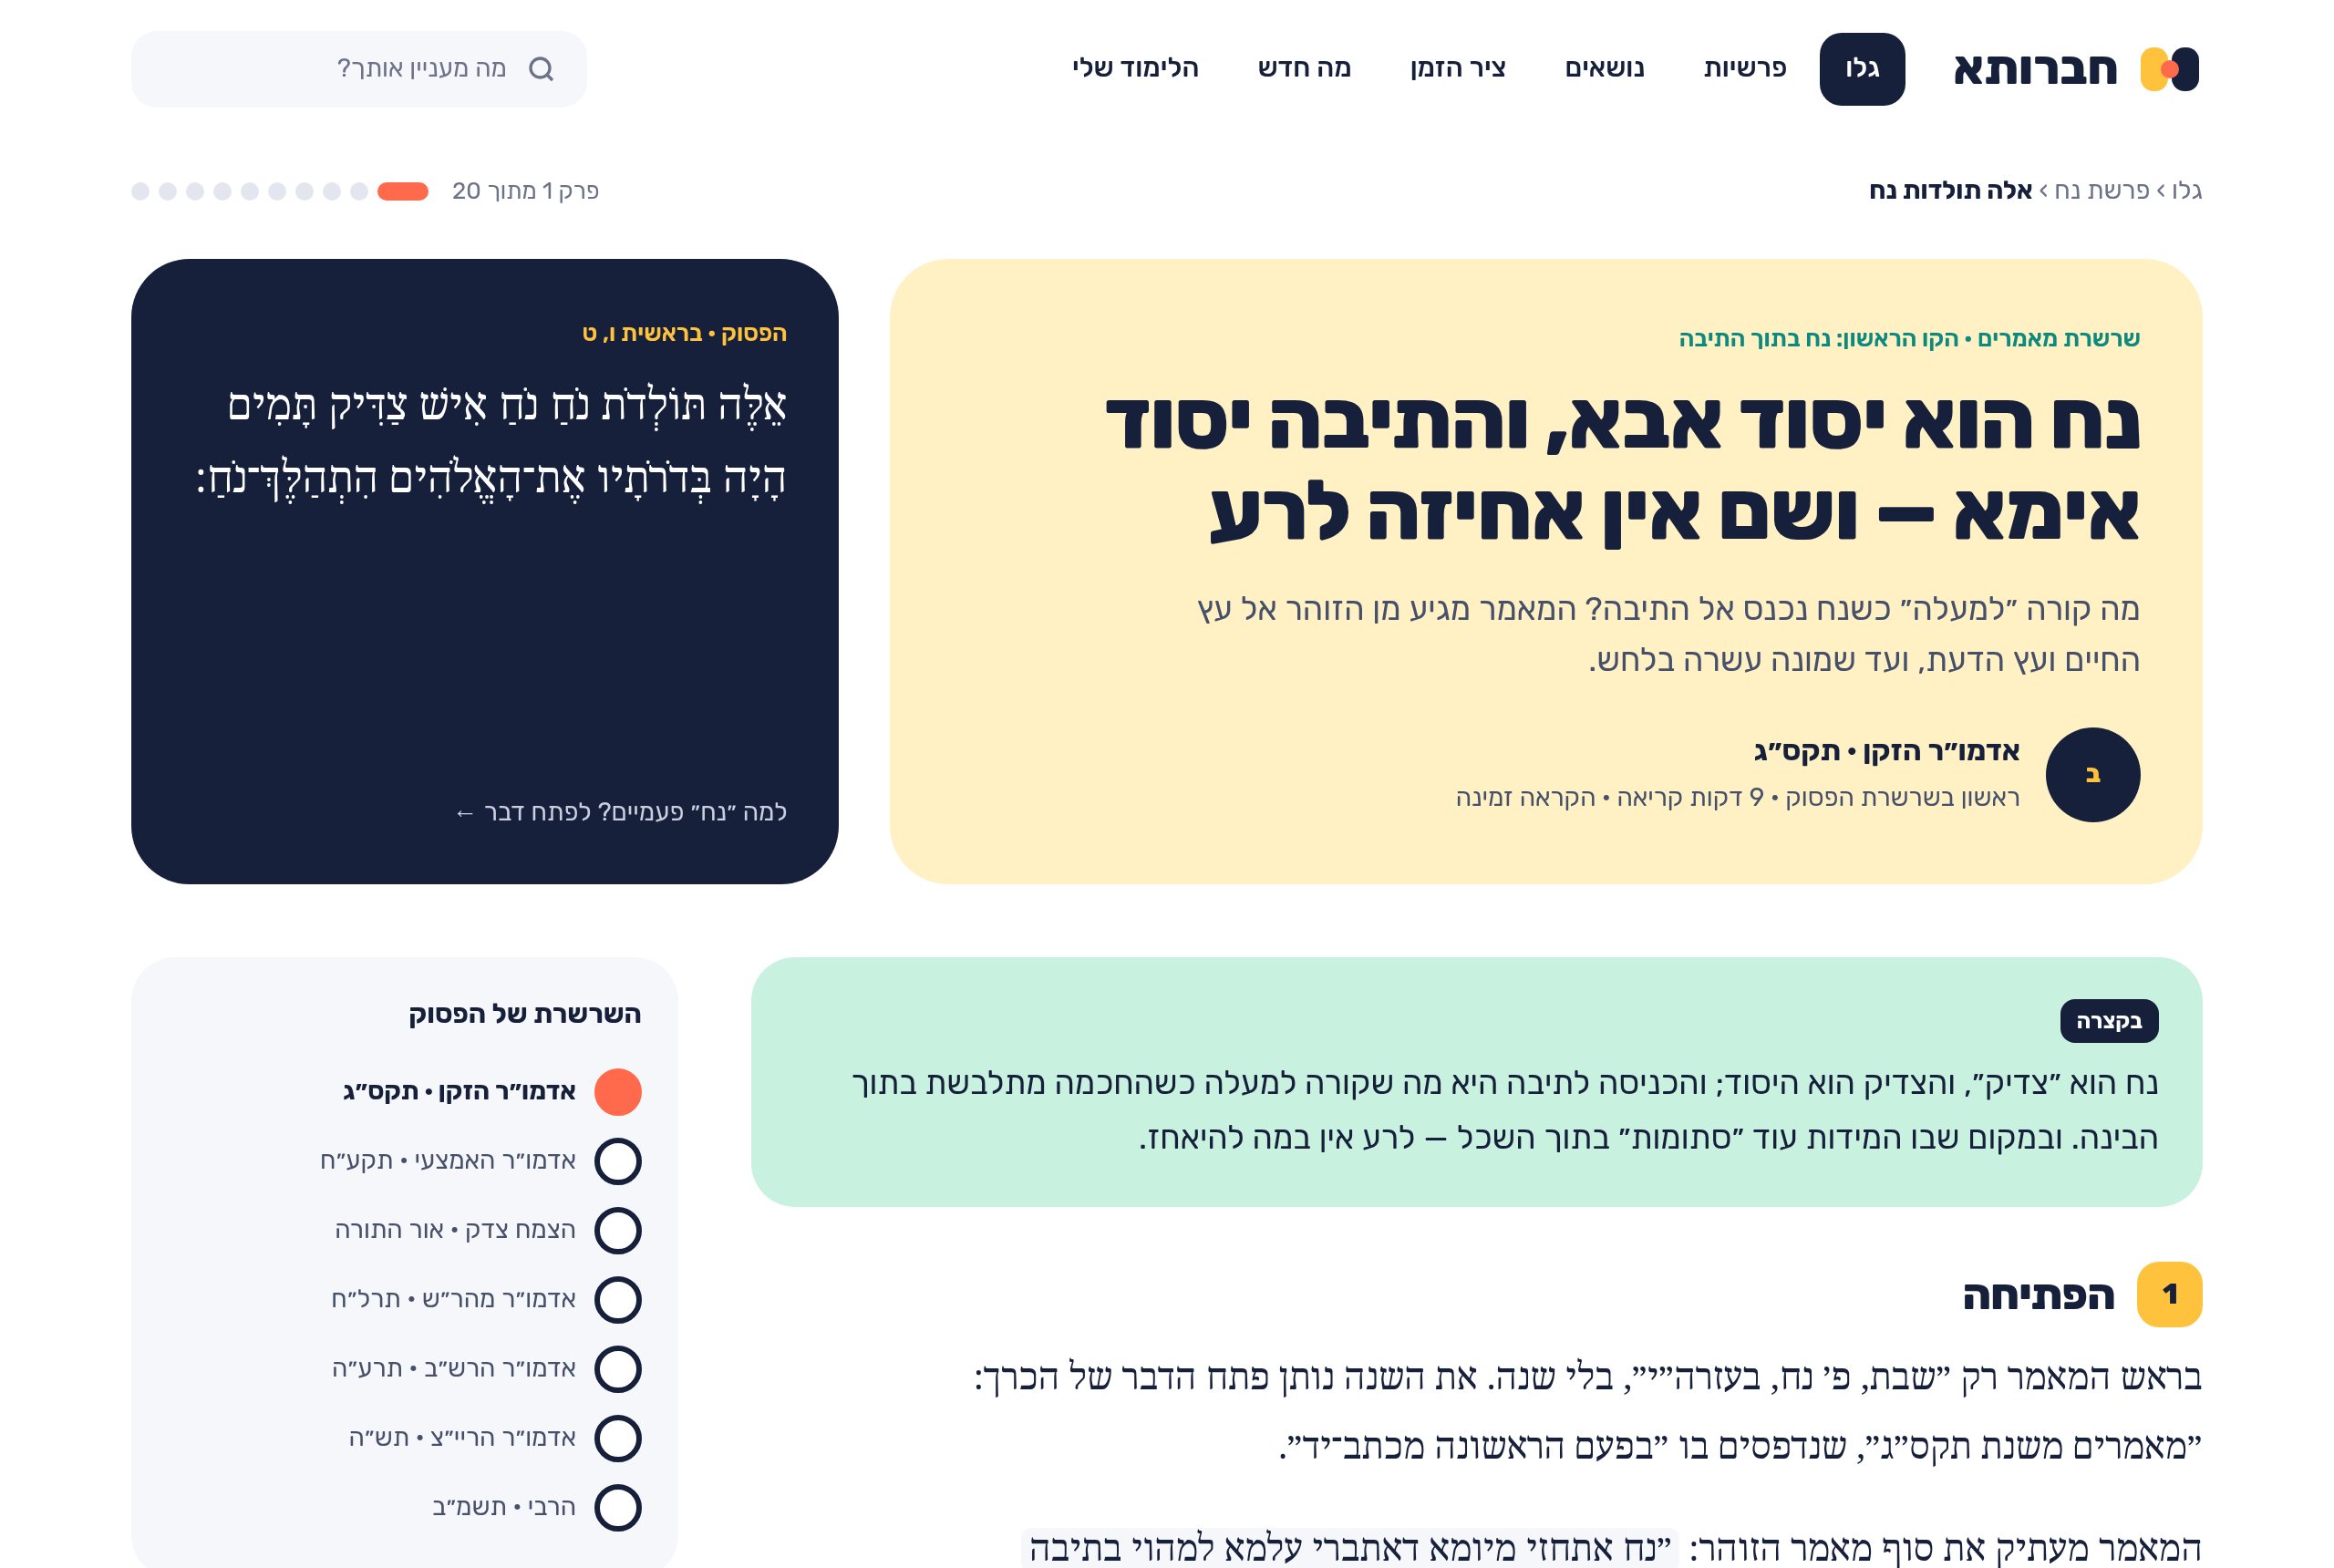 חברותא
גלו
פרשיות
נושאים
ציר הזמן
מה חדש
הלימוד שלי
מה מעניין אותך?
גלו › פרשת נח › אלה תולדות נח
פרק 1 מתוך 20
שרשרת מאמרים • הקו הראשון: נח בתוך התיבה
נח הוא יסוד אבא, והתיבה יסוד
אימא – ושם אין אחיזה לרע
מה קורה ״למעלה״ כשנח נכנס אל התיבה? המאמר מגיע מן הזוהר אל עץ
החיים ועץ הדעת, ועד שמונה עשרה בלחש.
ב
אדמו״ר הזקן • תקס״ג
ראשון בשרשרת הפסוק • 9 דקות קריאה • הקראה זמינה
הפסוק • בראשית ו, ט
אֵלֶּה תּוֹלְדֹת נֹחַ נֹחַ אִישׁ צַדִּיק תָּמִים
הָיָה בְּדֹרֹתָיו אֶת־הָאֱלֹהִים הִתְהַלֶּךְ־נֹחַ:
למה ״נח״ פעמיים? לפתח דבר ←
בקצרה
נח הוא ״צדיק״, והצדיק הוא היסוד; והכניסה לתיבה היא מה שקורה למעלה כשהחכמה מתלבשת בתוך
הבינה. ובמקום שבו המידות עוד ״סתומות״ בתוך השכל – לרע אין במה להיאחז.
1
הפתיחה
בראש המאמר רק ״שבת, פ׳ נח, בעזרה״י״, בלי שנה. את השנה נותן פתח הדבר של הכרך:
״מאמרים משנת תקס״ג״, שנדפסים בו ״בפעם הראשונה מכתב־יד״.
המאמר מעתיק את סוף מאמר הזוהר: ״נח אתחזי מיומא דאתברי עלמא למהוי בתיבה
השרשרת של הפסוק
אדמו״ר הזקן • תקס״ג
אדמו״ר האמצעי • תקע״ח
הצמח צדק • אור התורה
אדמו״ר מהר״ש • תרל״ח
אדמו״ר הרש״ב • תרע״ה
אדמו״ר הריי״צ • תש״ה
הרבי • תשמ״ב